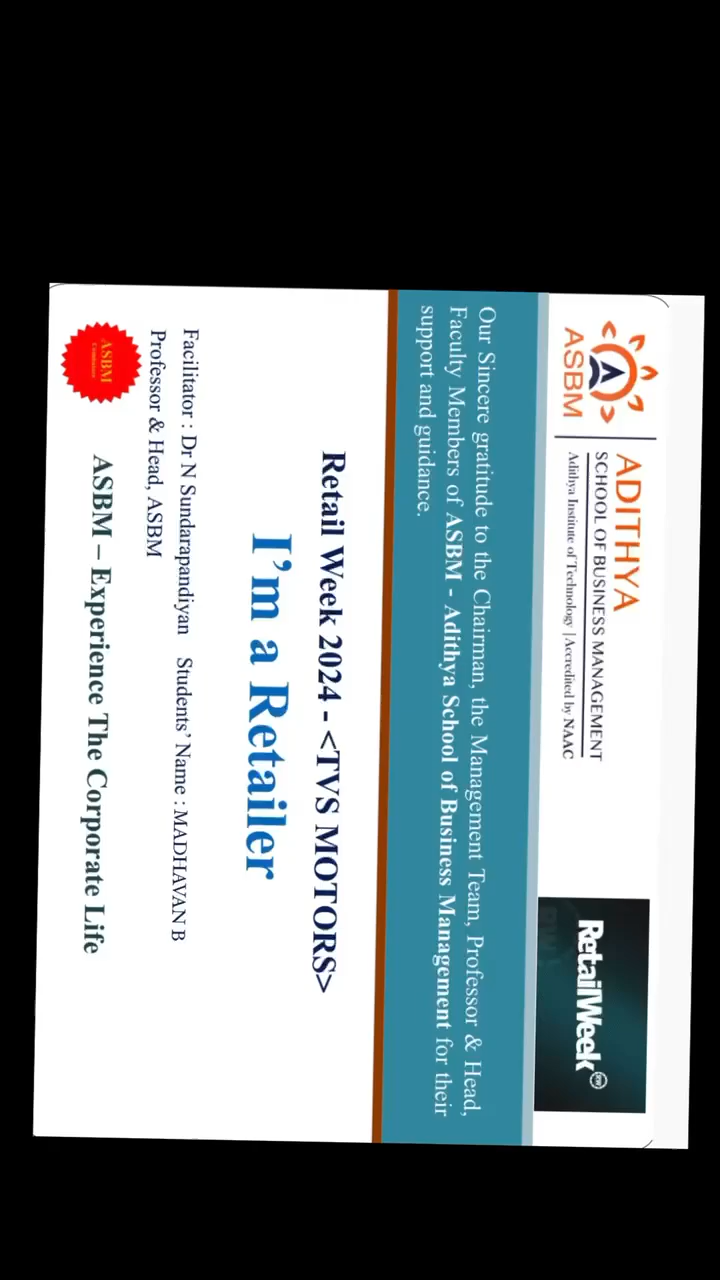 ASBM
ADITHYA
SCHOOL OF BUSINESS MANAGEMENT
Adithya Institute of Technology |Accredited by NAAC
RetailWeek
Our Sincere gratitude to the Chairman, the Management Team, Professor & Head,
Faculty Members of ASBM - Adithya School of Business Management for their
support and guidance.
Retail Week 2024 - <TVS MOTORS>
I'm a Retailer
Facilitator : Dr N Sundarapandiyan Students' Name : MADHAVAN B
Professor & Head, ASBM
ASBM
ASBM – Experience The Corporate Life